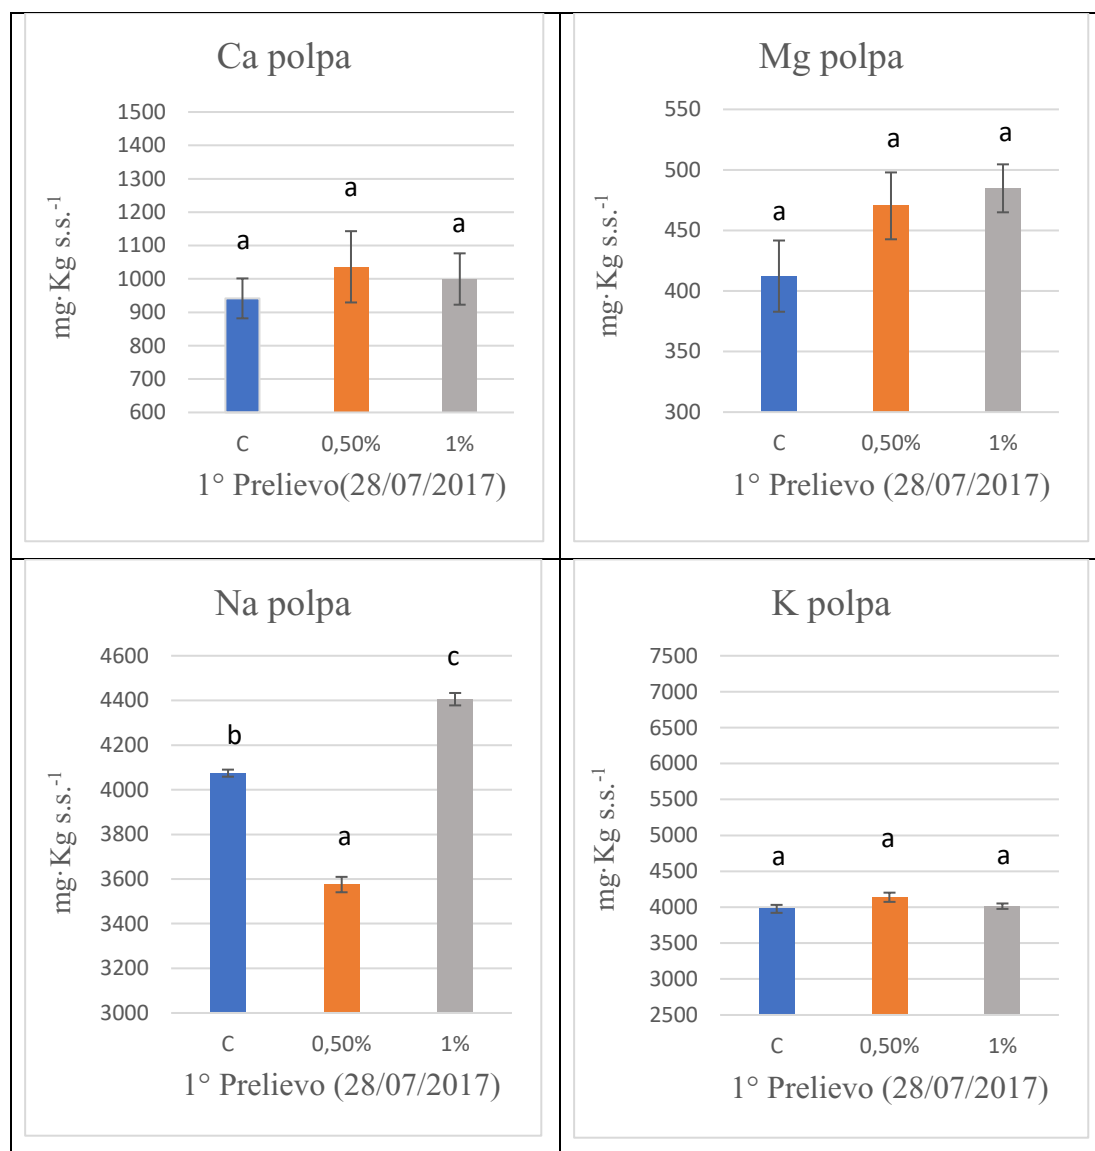 Ca polpa
1500
1400
1300
1200
1100
1000
900
800
700
600
mg·Kg s.s.-1
a
a
a
C 0,50% 1%
1° Prelievo(28/07/2017)
Mg polpa
550
500
450
400
350
300
mg·Kg s.s.-1
a
a
a
C 0,50% 1%
1° Prelievo (28/07/2017)
Na polpa
4600
4400
4200
4000
3800
3600
3400
3200
3000
mg·Kg s.s.-1
b
a
c
C 0,50% 1%
1° Prelievo (28/07/2017)
K polpa
7500
7000
6500
6000
5500
5000
4500
4000
3500
3000
2500
mg·Kg s.s.-1
a
a
a
C 0,50% 1%
1° Prelievo (28/07/2017)